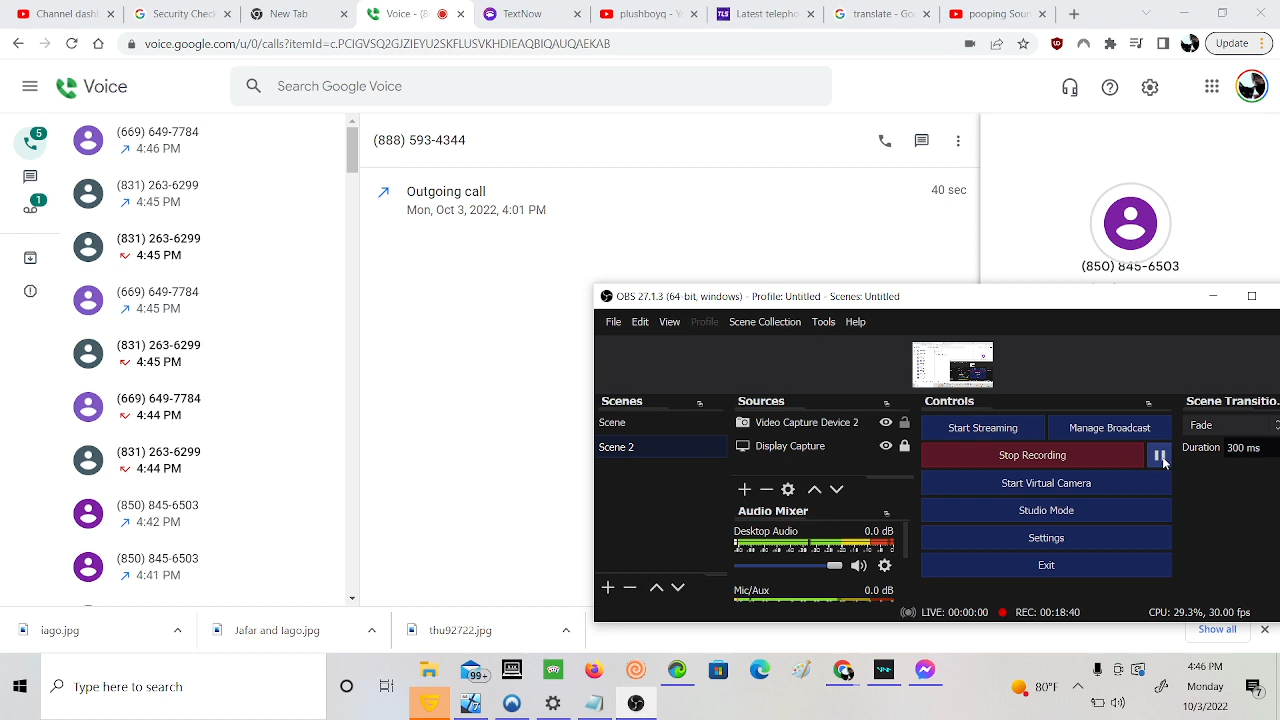 Security Check
New Tab
Voice - (8
TextNow
plushboyq - Y
Latest telepho
translate - Go
pooping Sour
voice.google.com/u/0/calls?itemId=c.PCIGVSQ2GJZIEYU2SKFLUSVKHDIEAQBIQAUQAEKAB
Update
Voice
Search Google Voice
5
1
(669) 649-7784
4:46 PM
(831) 263-6299
4:45 PM
(831) 263-6299
4:45 PM
(669) 649-7784
4:45 PM
(831) 263-6299
4:45 PM
(669) 649-7784
4:44 PM
(831) 263-6299
4:44 PM
(850) 845-6503
4:42 PM
(850) 845-6503
4:41 PM
(888) 593-4344
Outgoing call
40 sec
Mon, Oct 3, 2022, 4:01 PM
(850) 845-6503
OBS 27.1.3 (64-bit, windows) - Profile: Untitled - Scenes: Untitled
File Edit View Profile Scene Collection Tools Help
Scenes
Scene
Scene 2
Sources
Video Capture Device 2
Display Capture
Audio Mixer
Desktop Audio 0.0 dB
Mic/Aux 0.0 dB
Controls
Start Streaming
Manage Broadcast
Stop Recording
Start Virtual Camera
Studio Mode
Settings
Exit
Scene Transitio...
Fade
Duration 300 ms
LIVE: 00:00:00 REC: 00:18:40 CPU: 29.3%, 30.00 fps
iago.jpg
Jafar and Iago.jpg
thu92722.jpg
Show all
Type here to search
99+
80°F
4:46 PM
Monday
10/3/2022
7